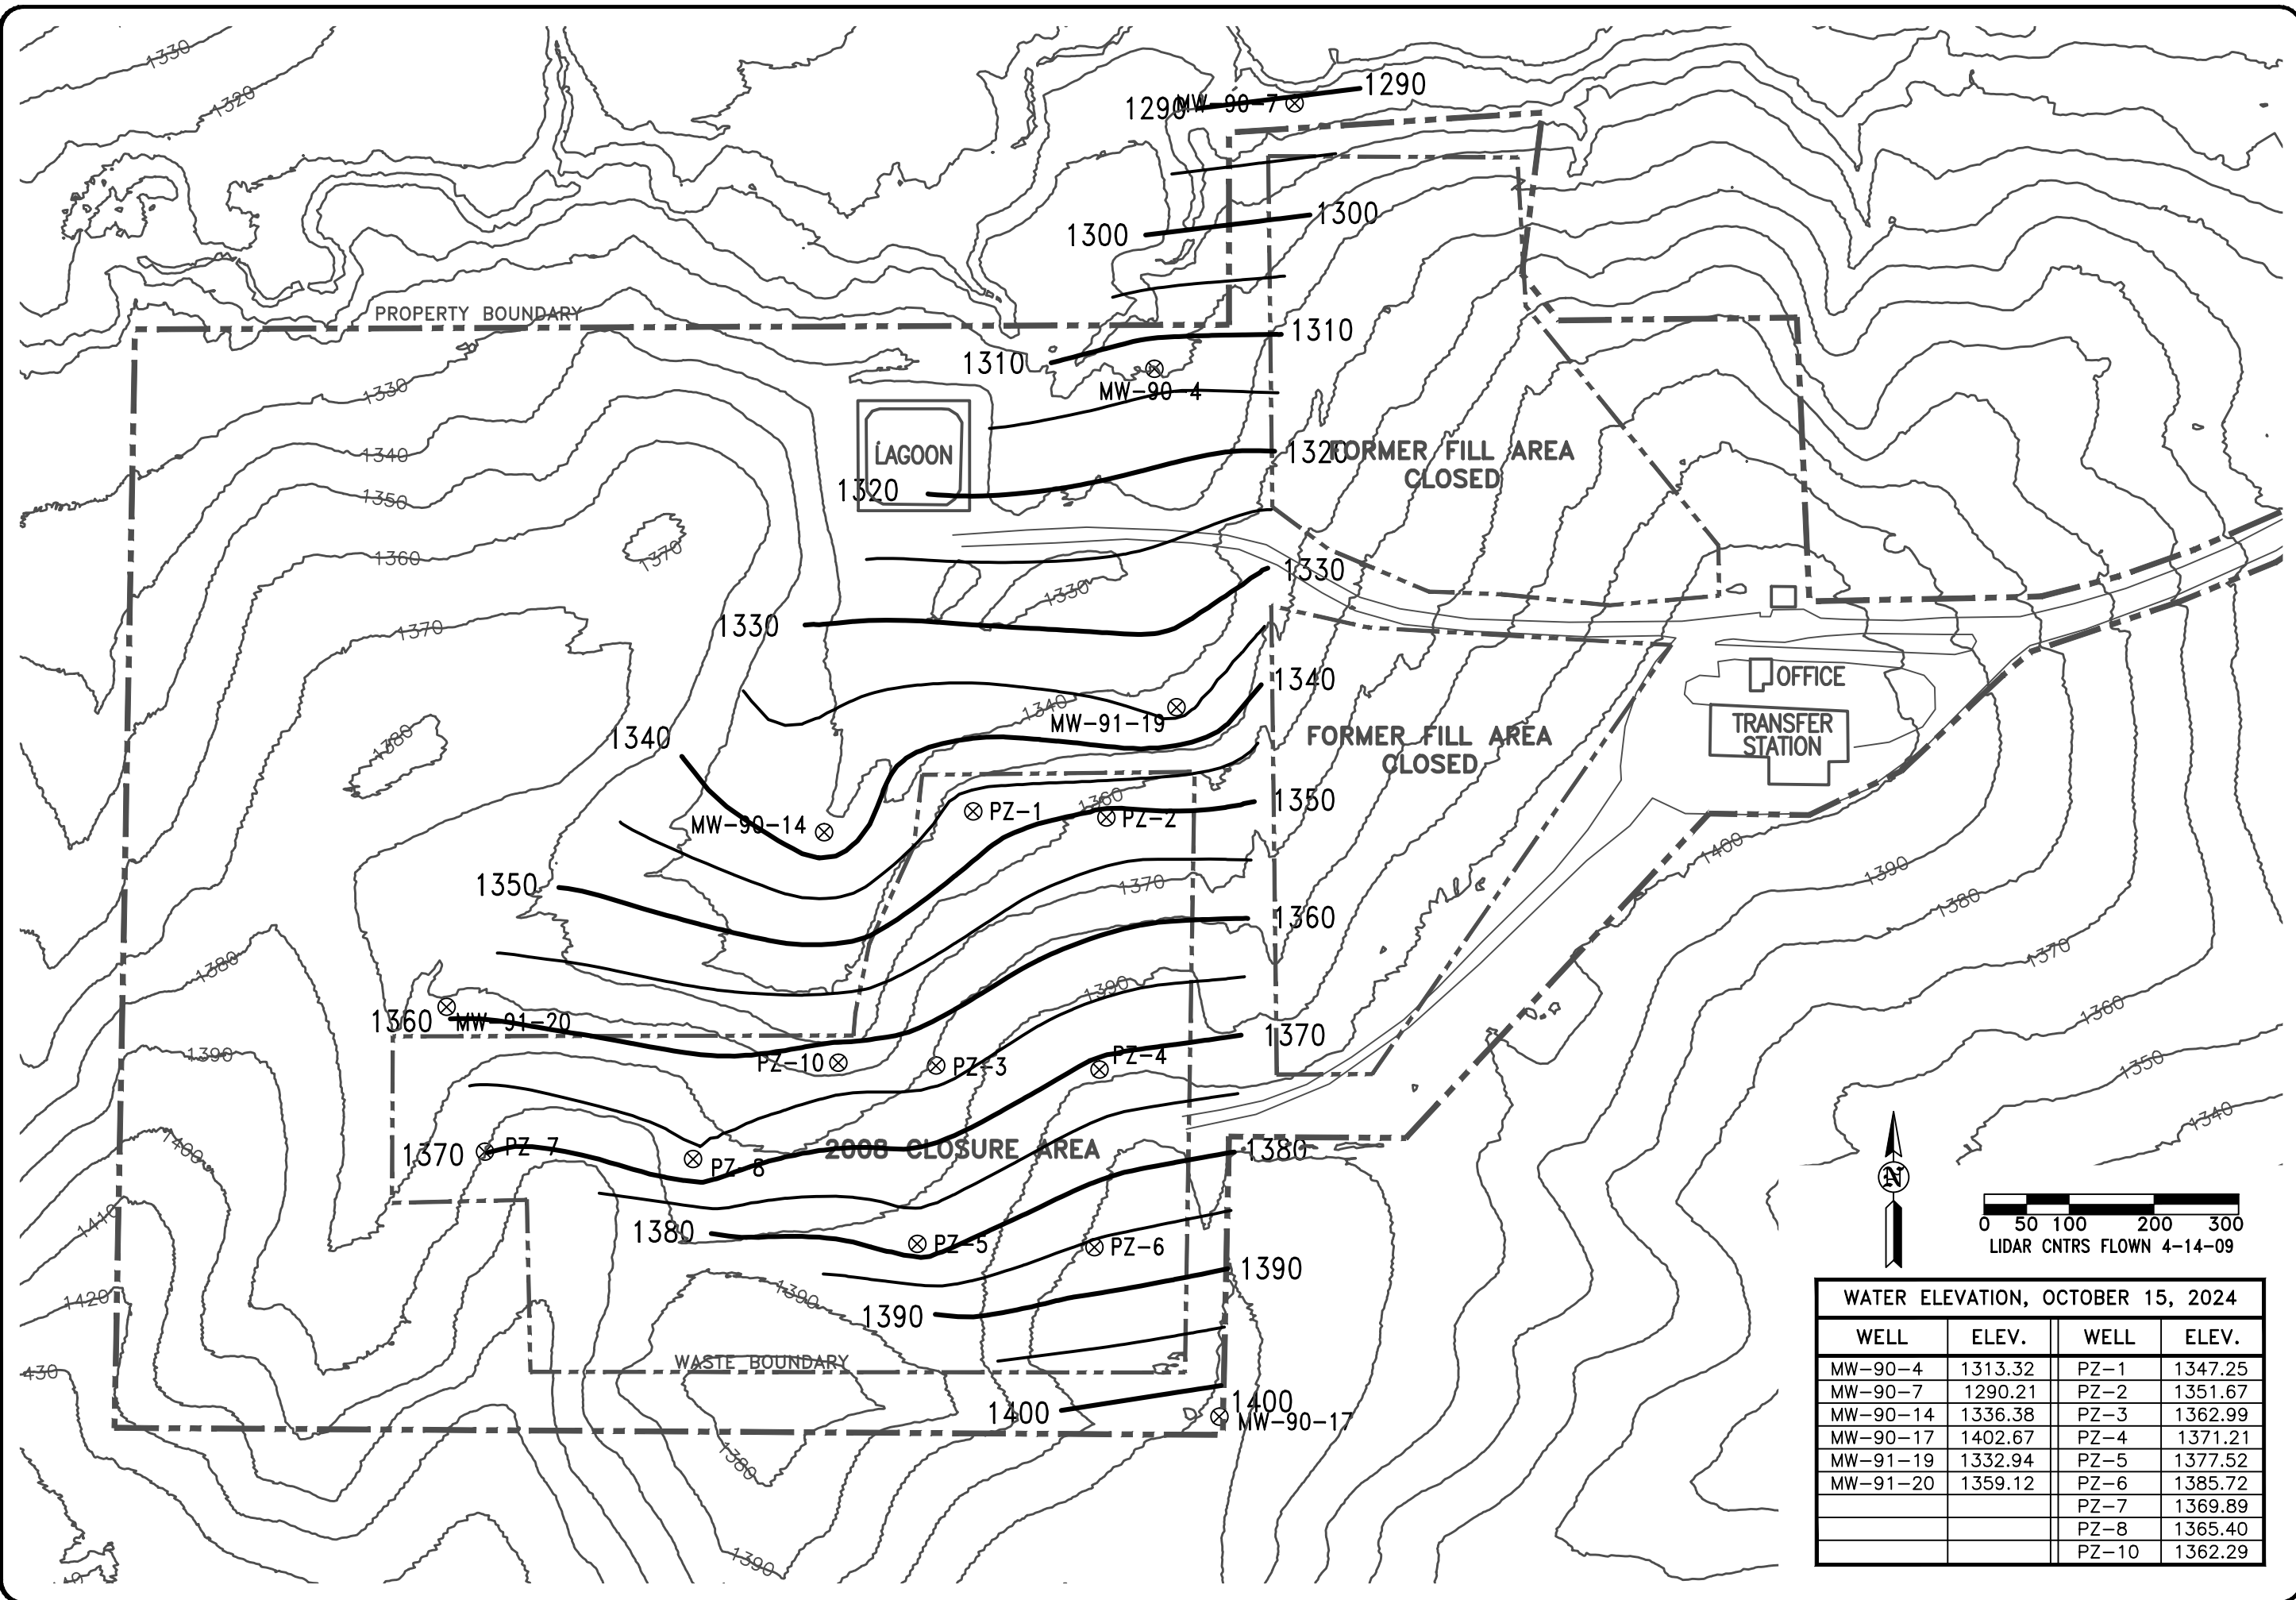 1330
1320
1290
MW-90-7
1290
1300
1300
PROPERTY BOUNDARY
1310
1310
MW-90-4
1330
1340
1350
LAGOON
1320
1320
FORMER FILL AREA
CLOSED
1360
1370
1330
1330
1330
1370
1340
1340
1340
MW-91-19
1380
FORMER FILL AREA
CLOSED
OFFICE
TRANSFER
STATION
MW-90-14
PZ-1
1360
PZ-2
1350
1350
1370
1400
1390
1380
1360
1380
1390
1370
1360
MW-91-20
1360
1390
PZ-10
PZ-3
PZ-4
1370
1350
1340
1400
1370
PZ-7
PZ-8
2008 CLOSURE AREA
1380
1410
1380
PZ-5
PZ-6
N
0 50 100 200 300
LIDAR CNTRS FLOWN 4-14-09
1420
1390
1390
1390
WASTE BOUNDARY
430
1400
1400
MW-90-17
1380
1390
WATER ELEVATION, OCTOBER 15, 2024
WELL ELEV. WELL ELEV.
MW-90-4 1313.32 PZ-1 1347.25
MW-90-7 1290.21 PZ-2 1351.67
MW-90-14 1336.38 PZ-3 1362.99
MW-90-17 1402.67 PZ-4 1371.21
MW-91-19 1332.94 PZ-5 1377.52
MW-91-20 1359.12 PZ-6 1385.72
PZ-7 1369.89
PZ-8 1365.40
PZ-10 1362.29